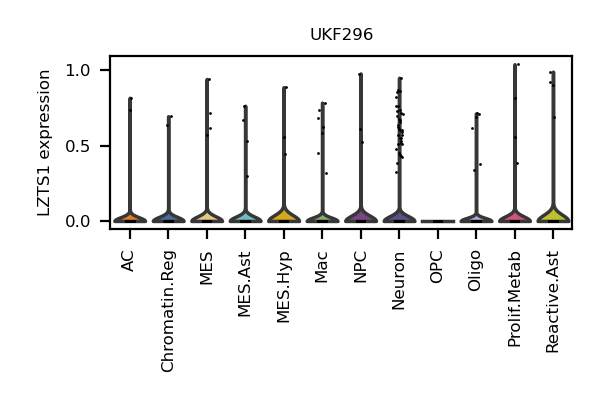 UKF296
LZTS1 expression
1.0
0.5
0.0
AC
Chromatin.Reg
MES
MES.Ast
MES.Hyp
Mac
NPC
Neuron
OPC
Oligo
Prolif.Metab
Reactive.Ast